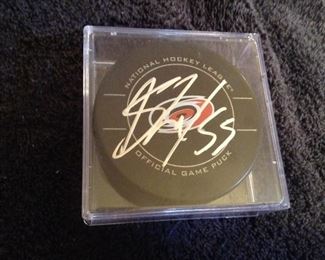 NATIONAL HOCKEY LEAGUE
55
OFFICIAL GAME PUCK